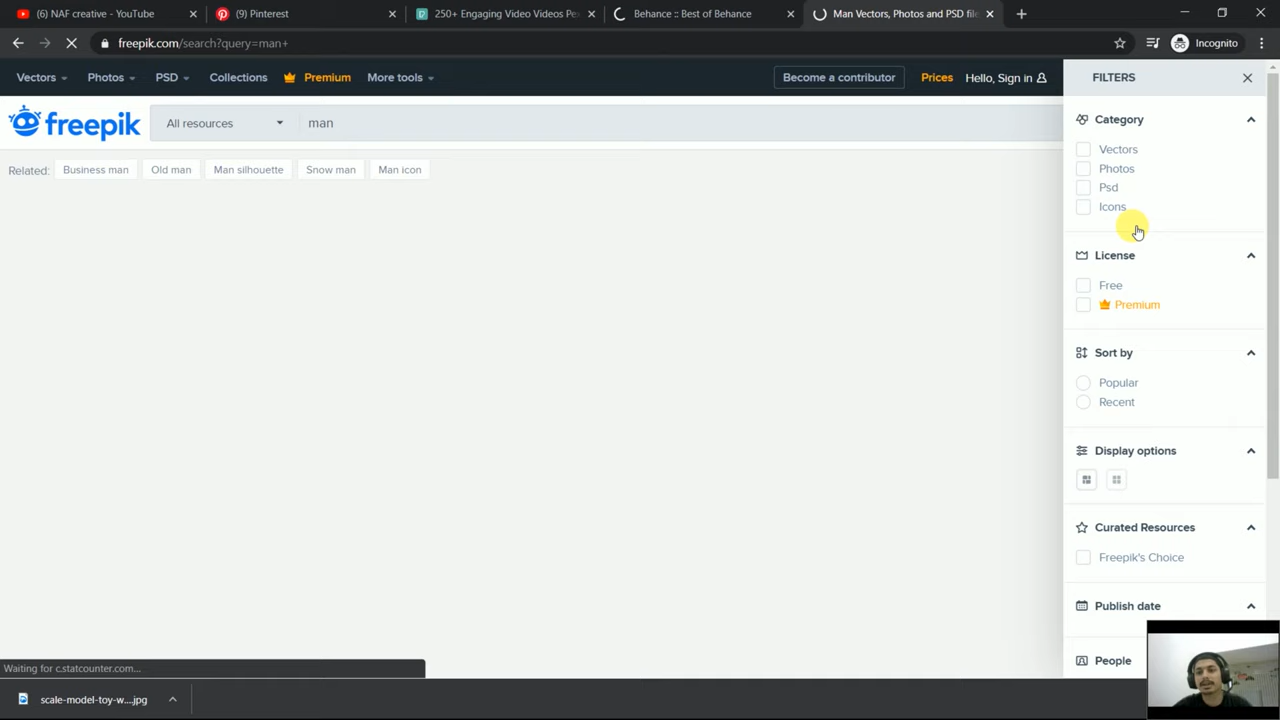 (6) NAF creative - YouTube
(9) Pinterest
250+ Engaging Video Videos Pex
Behance :: Best of Behance
Man Vectors, Photos and PSD file
freepik.com/search?query=man+
Incognito
Vectors
Photos
PSD
Collections
Premium
More tools
Become a contributor
Prices
Hello, Sign in
FILTERS
freepik
All resources
man
Category
Related:
Business man
Old man
Man silhouette
Snow man
Man icon
Vectors
Photos
Psd
Icons
License
Free
Premium
Sort by
Popular
Recent
Display options
Curated Resources
Freepik's Choice
Publish date
People
Waiting for c.statcounter.com...
scale-model-toy-w....jpg